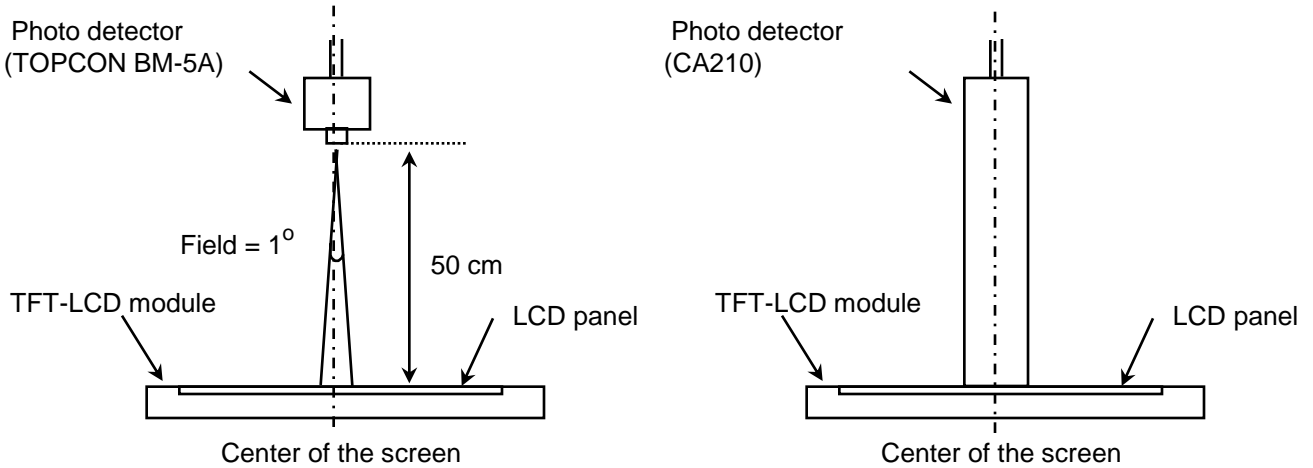 Photo detector
(TOPCON BM-5A)
Field = 1°
50 cm
TFT-LCD module
LCD panel
Center of the screen
Photo detector
(CA210)
TFT-LCD module
LCD panel
Center of the screen